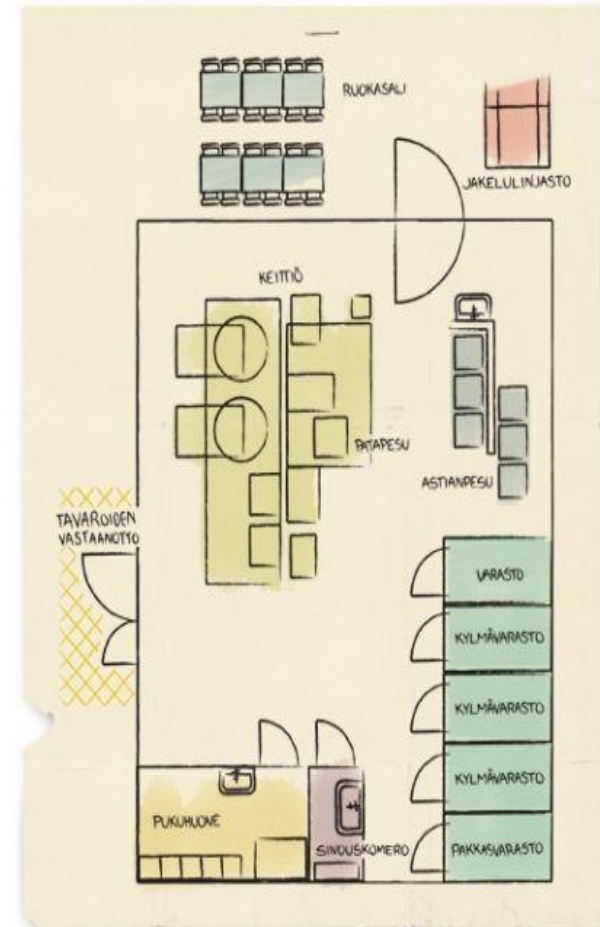 RUOKASALI
JAKELULINJASTO
KEITTIÖ
PATAPESU
ASTIANPESU
TAVAROIDEN
VASTAANOTTO
VARASTO
KYLMÄVARASTO
KYLMÄVARASTO
KYLMÄVARASTO
PUKUHUONE
SIIVOUSKOMERO
PAKKASVARASTO